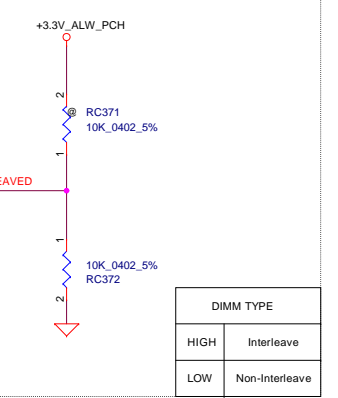 +3.3V_ALW_PCH
2
@ RC371
10K_0402_5%
1
EAVED
1
10K_0402_5%
RC372
2
DIMM TYPE
HIGH Interleave
LOW Non-Interleave